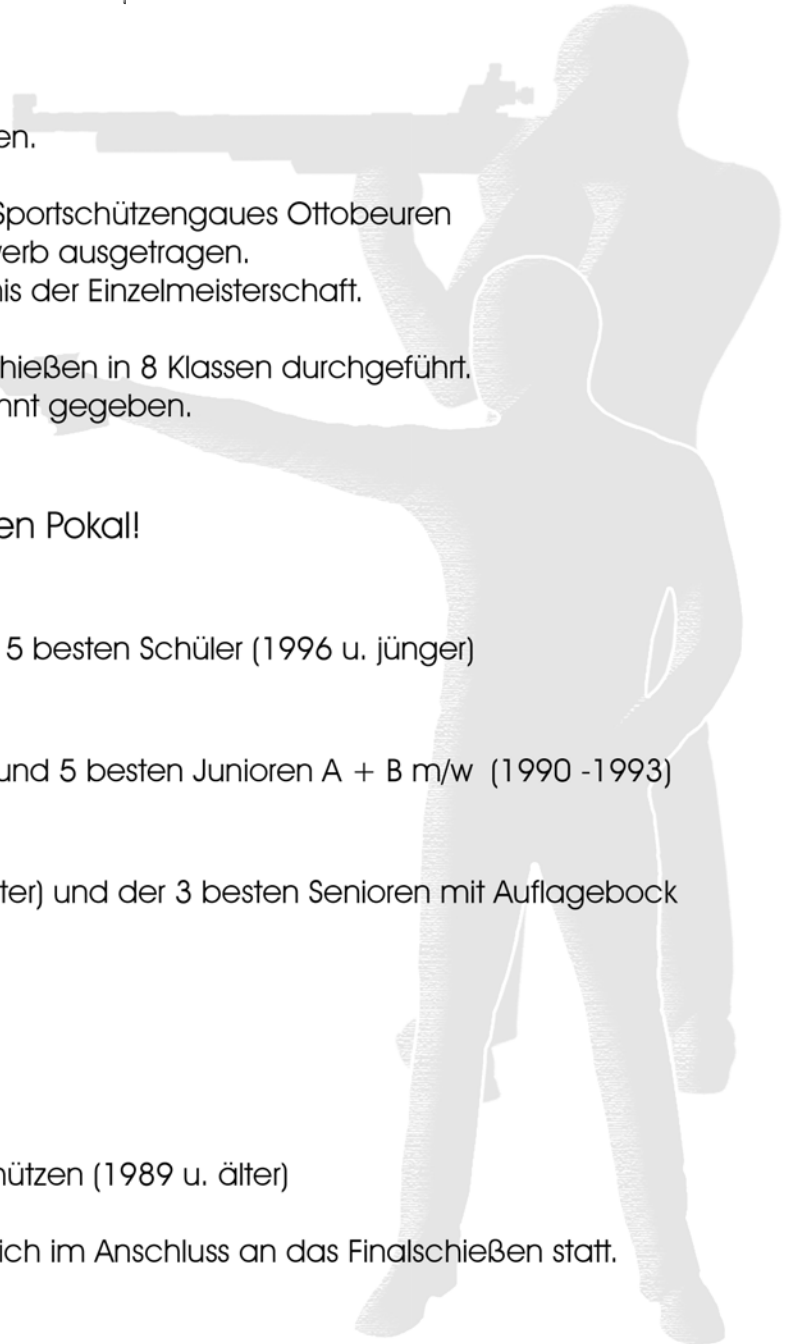 en.
Sportschützengaues Ottobeuren
erb ausgetragen.
is der Einzelmeisterschaft.
hießen in 8 Klassen durchgeführt.
nnt gegeben.
en Pokal!
5 besten Schüler (1996 u. jünger)
und 5 besten Junioren A + B m/w (1990 -1993)
ter) und der 3 besten Senioren mit Auflagebock
hützen (1989 u. älter)
ich im Anschluss an das Finalschießen statt.